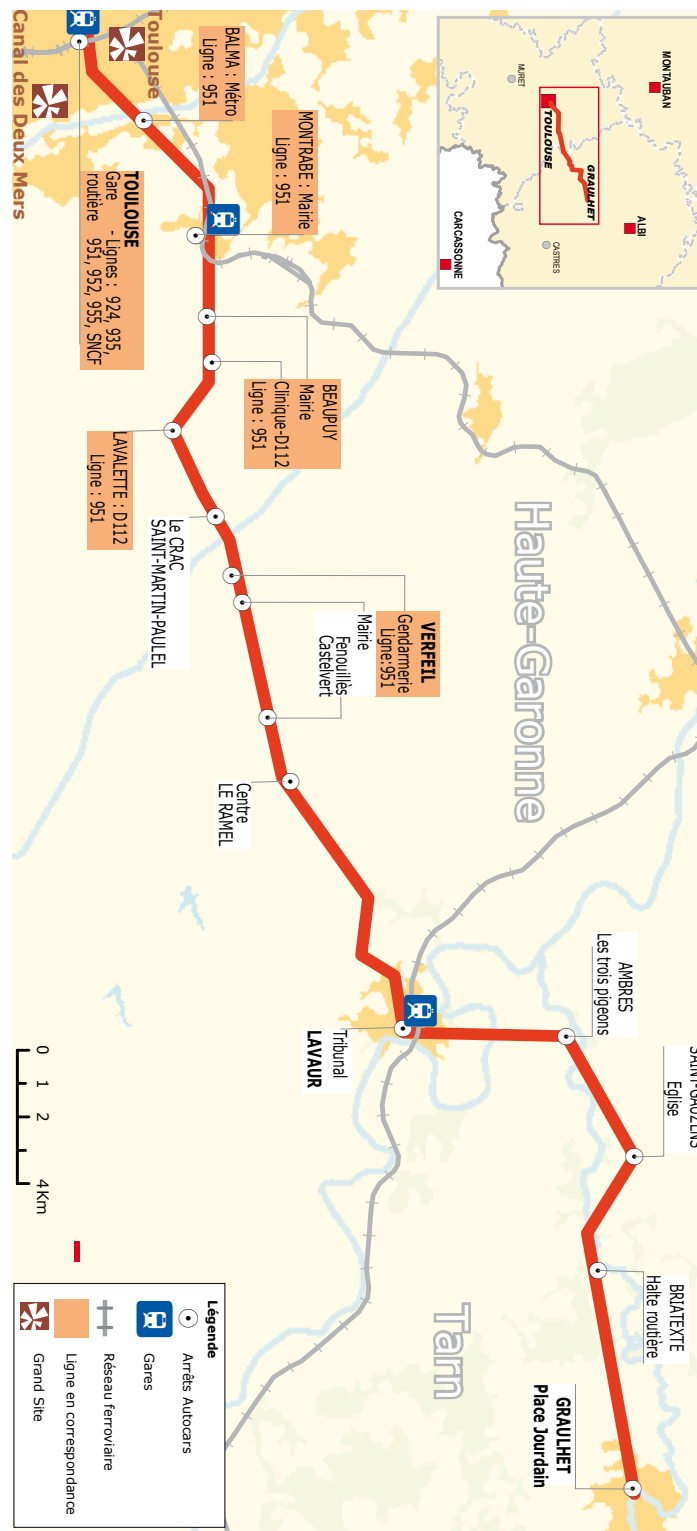 MONTAUBAN
MURET
TOULOUSE
GRAULHET
ALBI
CASTRES
CARCASSONNE
Canal des Deux Mers
Toulouse
BALMA : Métro
Ligne : 951
MONTRABE : Mairie
Ligne : 951
TOULOUSE
Gare - Lignes : 924, 935,
routière 951, 952, 955, SNCF
BEAUPUY
Mairie
Clinique-D112
Ligne : 951
LAVALETTE : D112
Ligne : 951
Le CRAC
SAINT-MARTIN-PAULEL
VERFEIL
Gendarmerie
Ligne:951
Mairie
Fenouillès
Castelvert
Centre
LE RAMEL
Haute-Garonne
AMBRES
Les trois pigeons
Tribunal
LAVAUR
SAINT-GAUZENS
Eglise
BRIATEXTE
Halte routière
GRAULHET
Place Jourdain
Tarn
0 1 2 4Km
Légende
Arrêts Autocars
Gares
Réseau ferroviaire
Ligne en correspondance
Grand Site